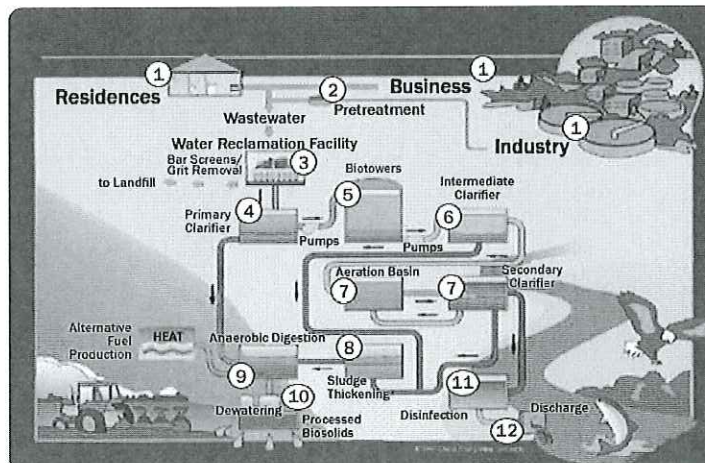 1
Residences
2
Business
1
Wastewater
Pretreatment
Industry
1
Water Reclamation Facility
Bar Screens/
Grit Removal
3
to Landfill
Primary
Clarifier
4
Pumps
Biotowers
5
Pumps
Intermediate
Clarifier
6
Aeration Basin
7
7
Secondary
Clarifier
Alternative
Fuel
Production
HEAT
Anaerobic Digestion
9
8
Sludge
Thickening
Dewatering
10
Processed
Biosolids
11
Disinfection
12
Discharge